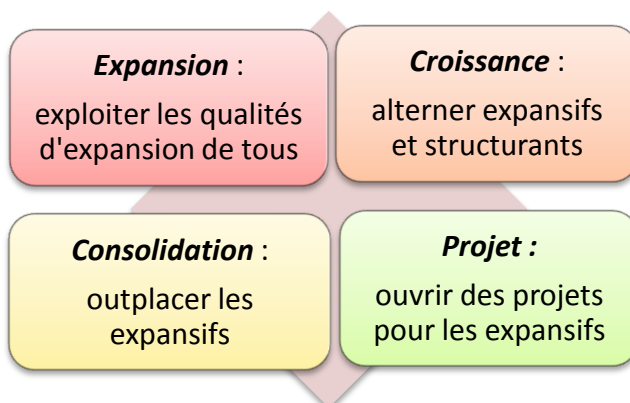 Expansion :
exploiter les qualités
d'expansion de tous
Croissance :
alterner expansifs
et structurants
Consolidation :
outplacer les
expansifs
Projet :
ouvrir des projets
pour les expansifs